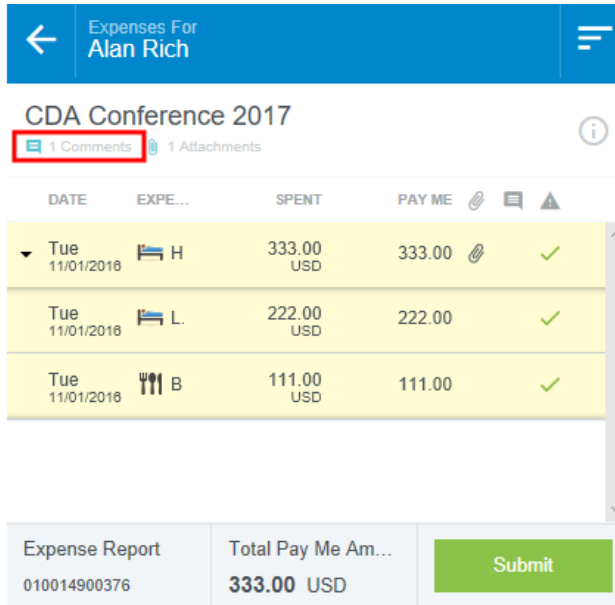 Expenses For
Alan Rich
CDA Conference 2017
1 Comments 1 Attachments
DATE EXPE... SPENT PAY ME
Tue H 333.00 333.00
11/01/2016 USD
Tue L. 222.00 222.00
11/01/2016 USD
Tue B 111.00 111.00
11/01/2016 USD
Expense Report Total Pay Me Am... Submit
010014900376 333.00 USD